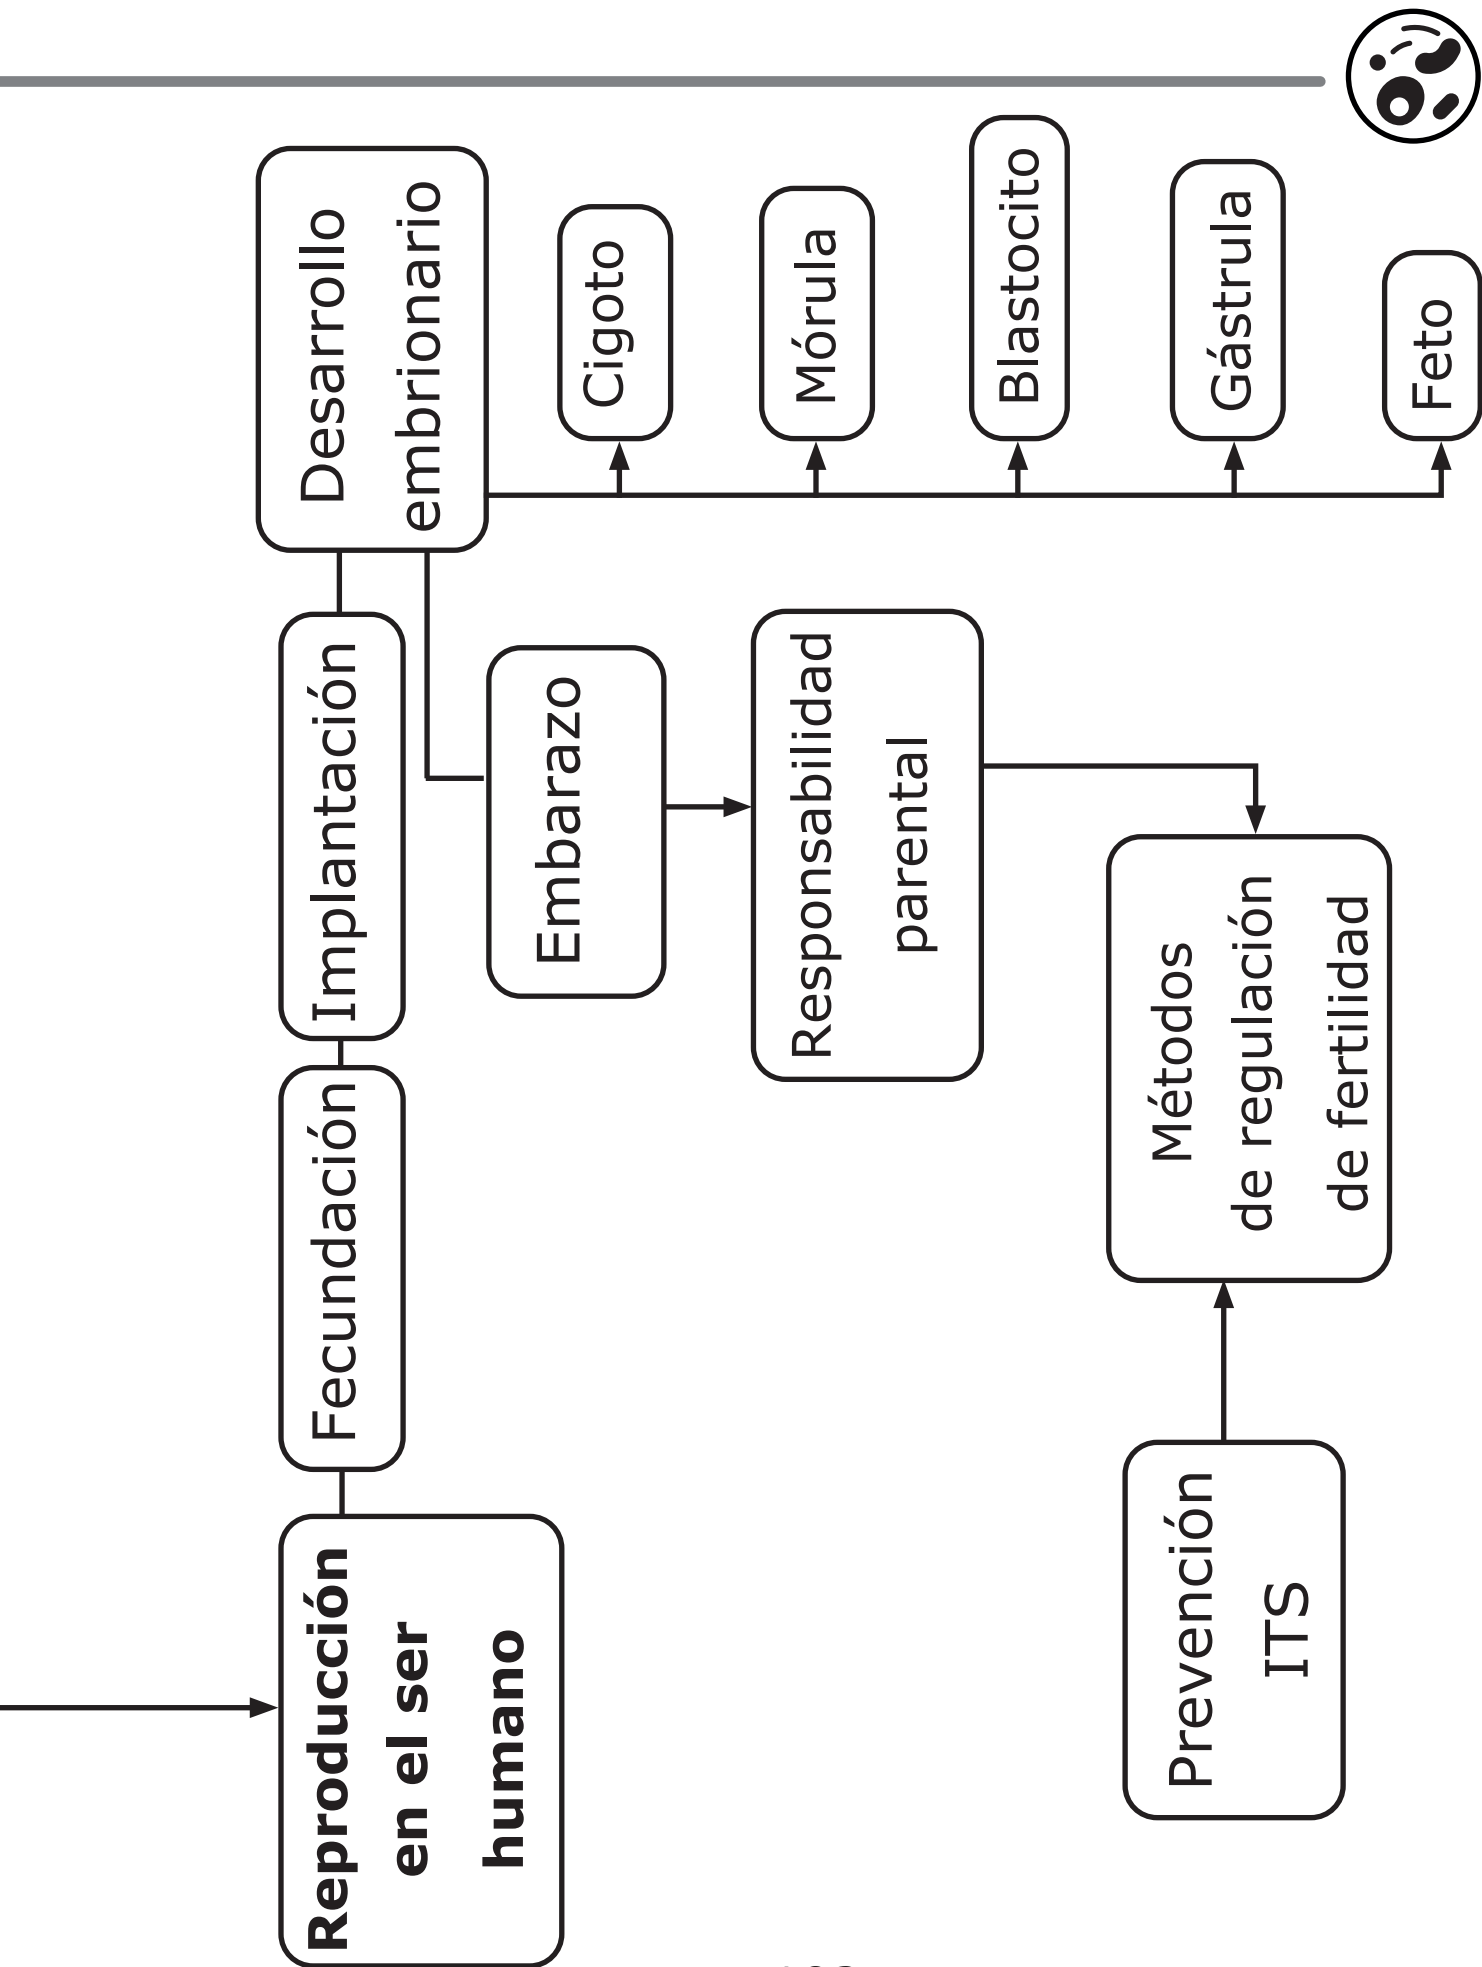 Reproducción
en el ser
humano
Fecundación
Implantación
Desarrollo
embrionario
Cigoto
Mórula
Blastocito
Gástrula
Feto
Embarazo
Responsabilidad
parental
Métodos
de regulación
de fertilidad
Prevención
ITS